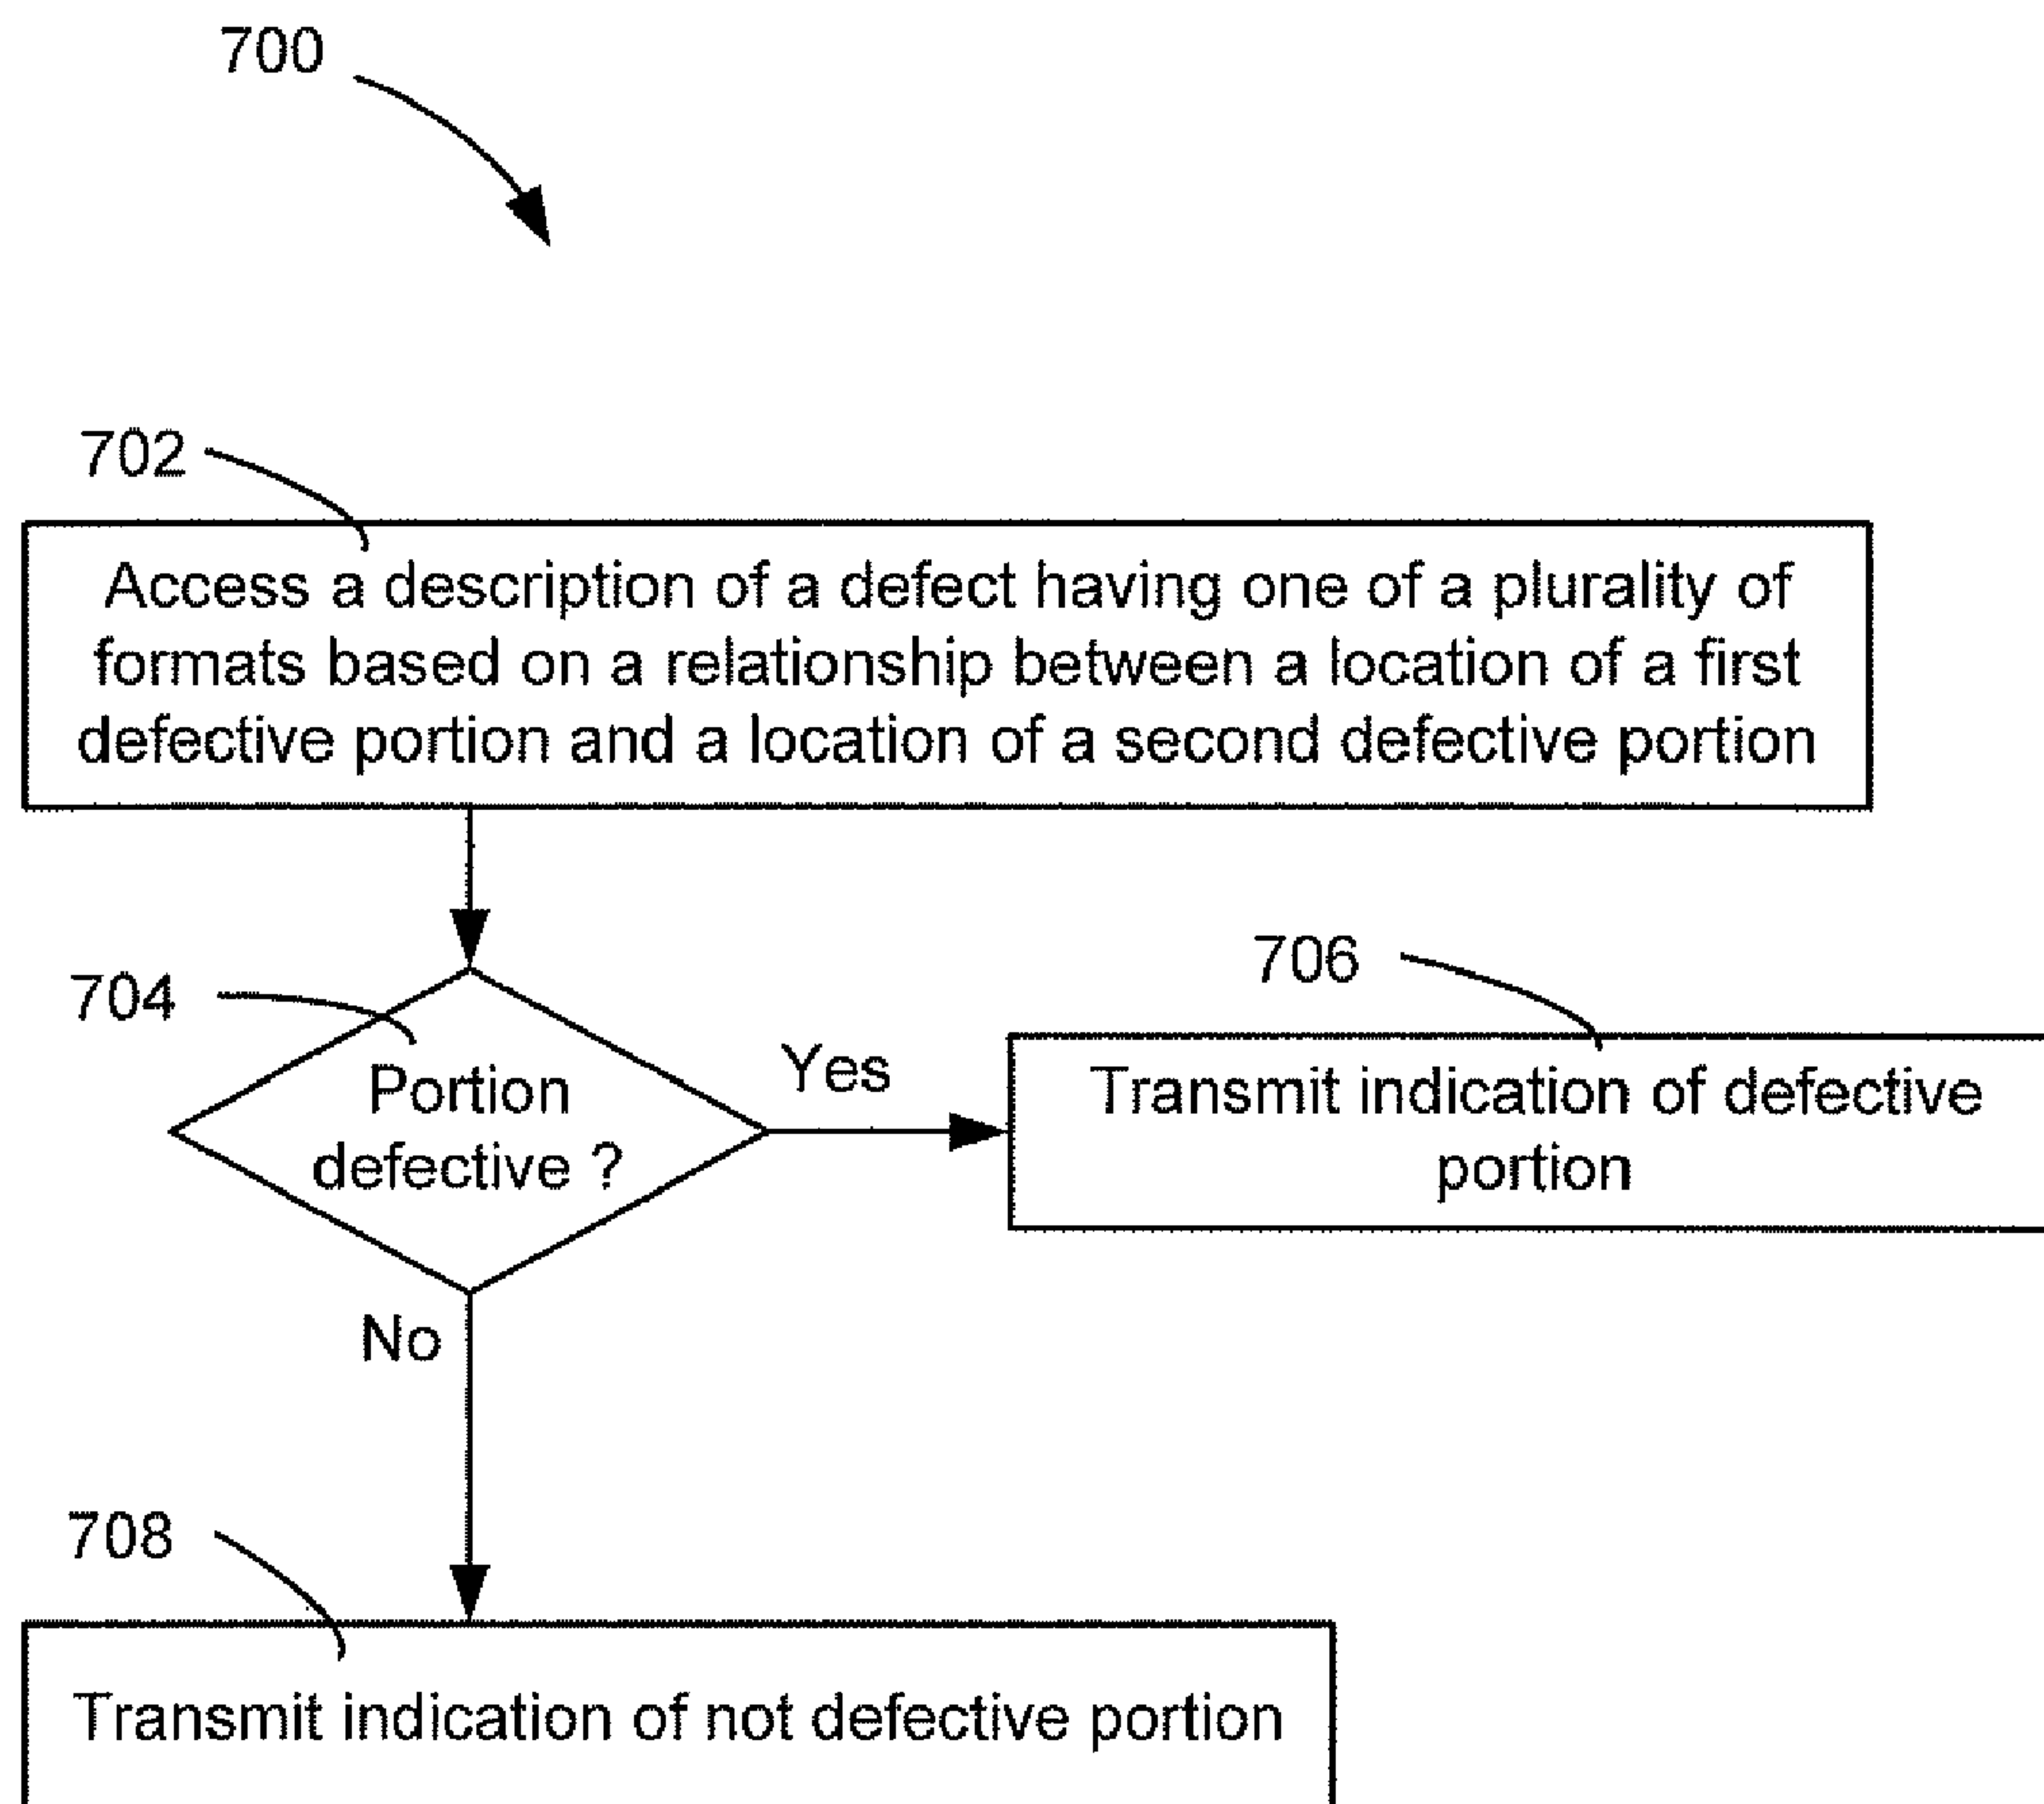 700
702
Access a description of a defect having one of a plurality of
formats based on a relationship between a location of a first
defective portion and a location of a second defective portion
704
Portion
defective ?
Yes
706
Transmit indication of defective
portion
No
708
Transmit indication of not defective portion